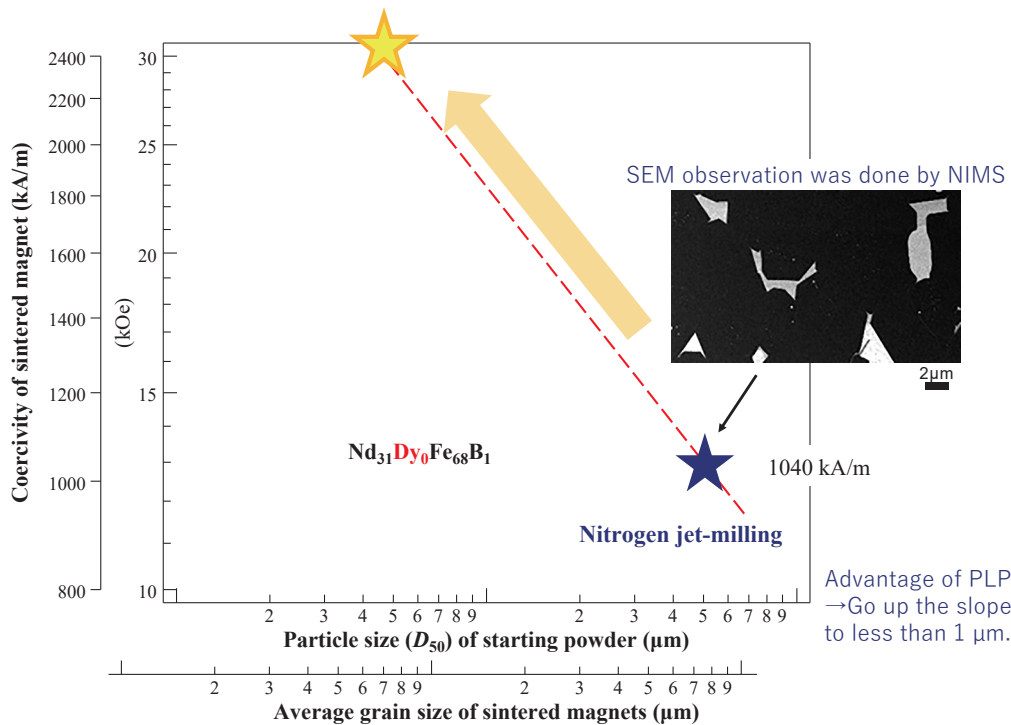 2400
2200
2000
1800
1600
1400
1200
1000
800
Coercivity of sintered magnet (kA/m)
30
25
20
15
10
(kOe)
SEM observation was done by NIMS
2μm
Nd31Dy0Fe68B1
1040 kA/m
Nitrogen jet-milling
Advantage of PLP
→Go up the slope
to less than 1 μm.
2 3 4 5 6 7 8 9 2 3 4 5 6 7 8 9
Particle size (D50) of starting powder (μm)
2 3 4 5 6 7 8 9 2 3 4 5 6 7 8 9
Average grain size of sintered magnets (μm)